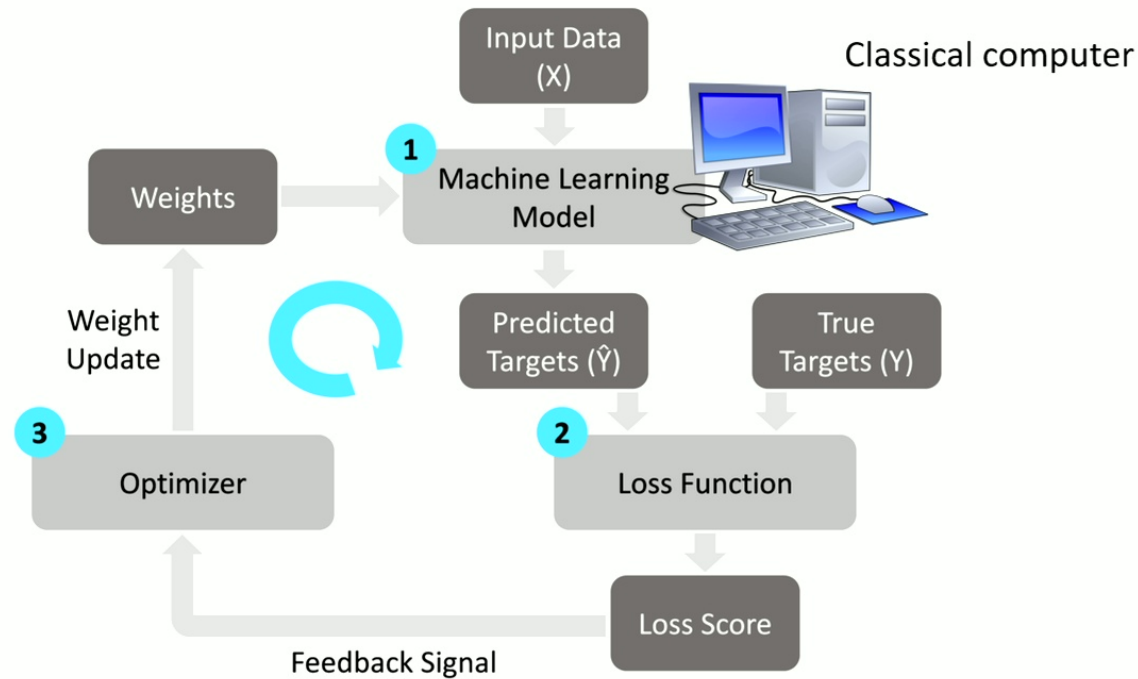 Input Data
(X)
Classical computer
1
Machine Learning
Model
Weights
Predicted
Targets (Ŷ)
True
Targets (Y)
Weight
Update
3
Optimizer
2
Loss Function
Loss Score
Feedback Signal